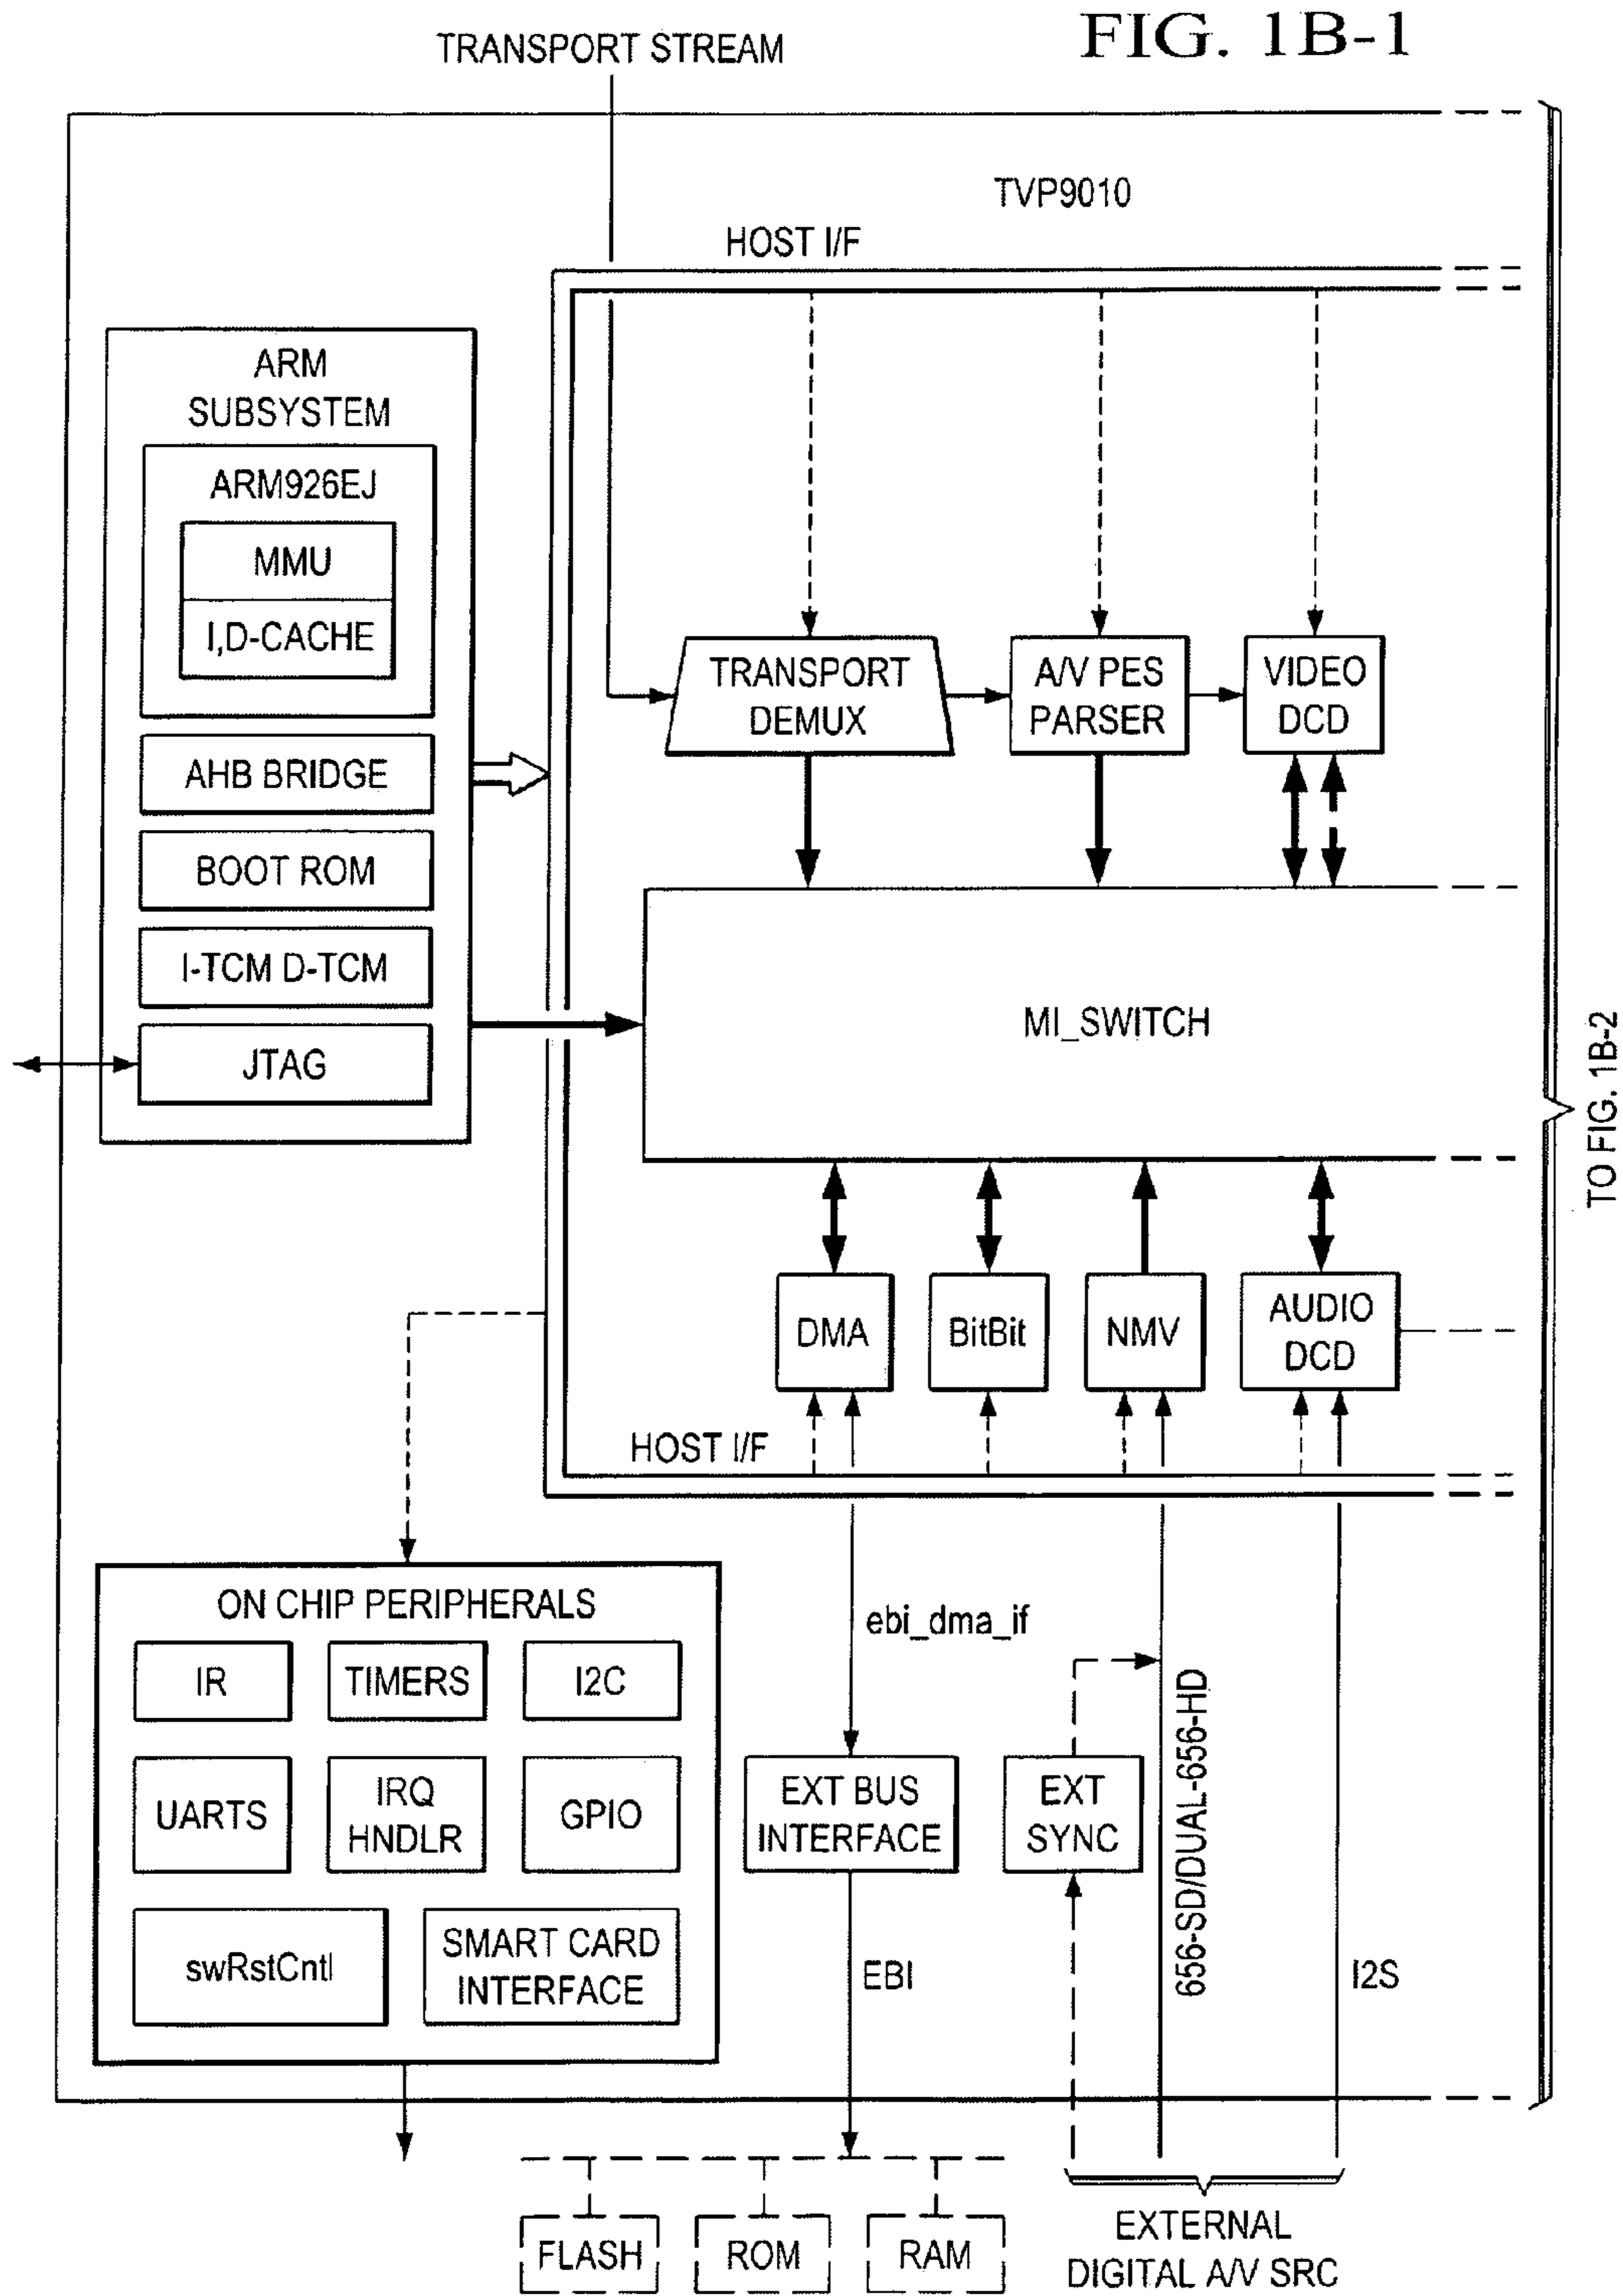 FIG. 1B-1
TRANSPORT STREAM
TVP9010
HOST I/F
ARM
SUBSYSTEM
ARM926EJ
MMU
I,D-CACHE
AHB BRIDGE
BOOT ROM
I-TCM D-TCM
JTAG
TRANSPORT
DEMUX
A/V PES
PARSER
VIDEO
DCD
MI_SWITCH
TO FIG. 1B-2
DMA
BitBit
NMV
AUDIO
DCD
HOST I/F
ON CHIP PERIPHERALS
IR
TIMERS
I2C
UARTS
IRQ
HNDLR
GPIO
swRstCntl
SMART CARD
INTERFACE
ebi_dma_if
EXT BUS
INTERFACE
EXT
SYNC
656-SD/DUAL-656-HD
EBI
I2S
FLASH
ROM
RAM
EXTERNAL
DIGITAL A/V SRC